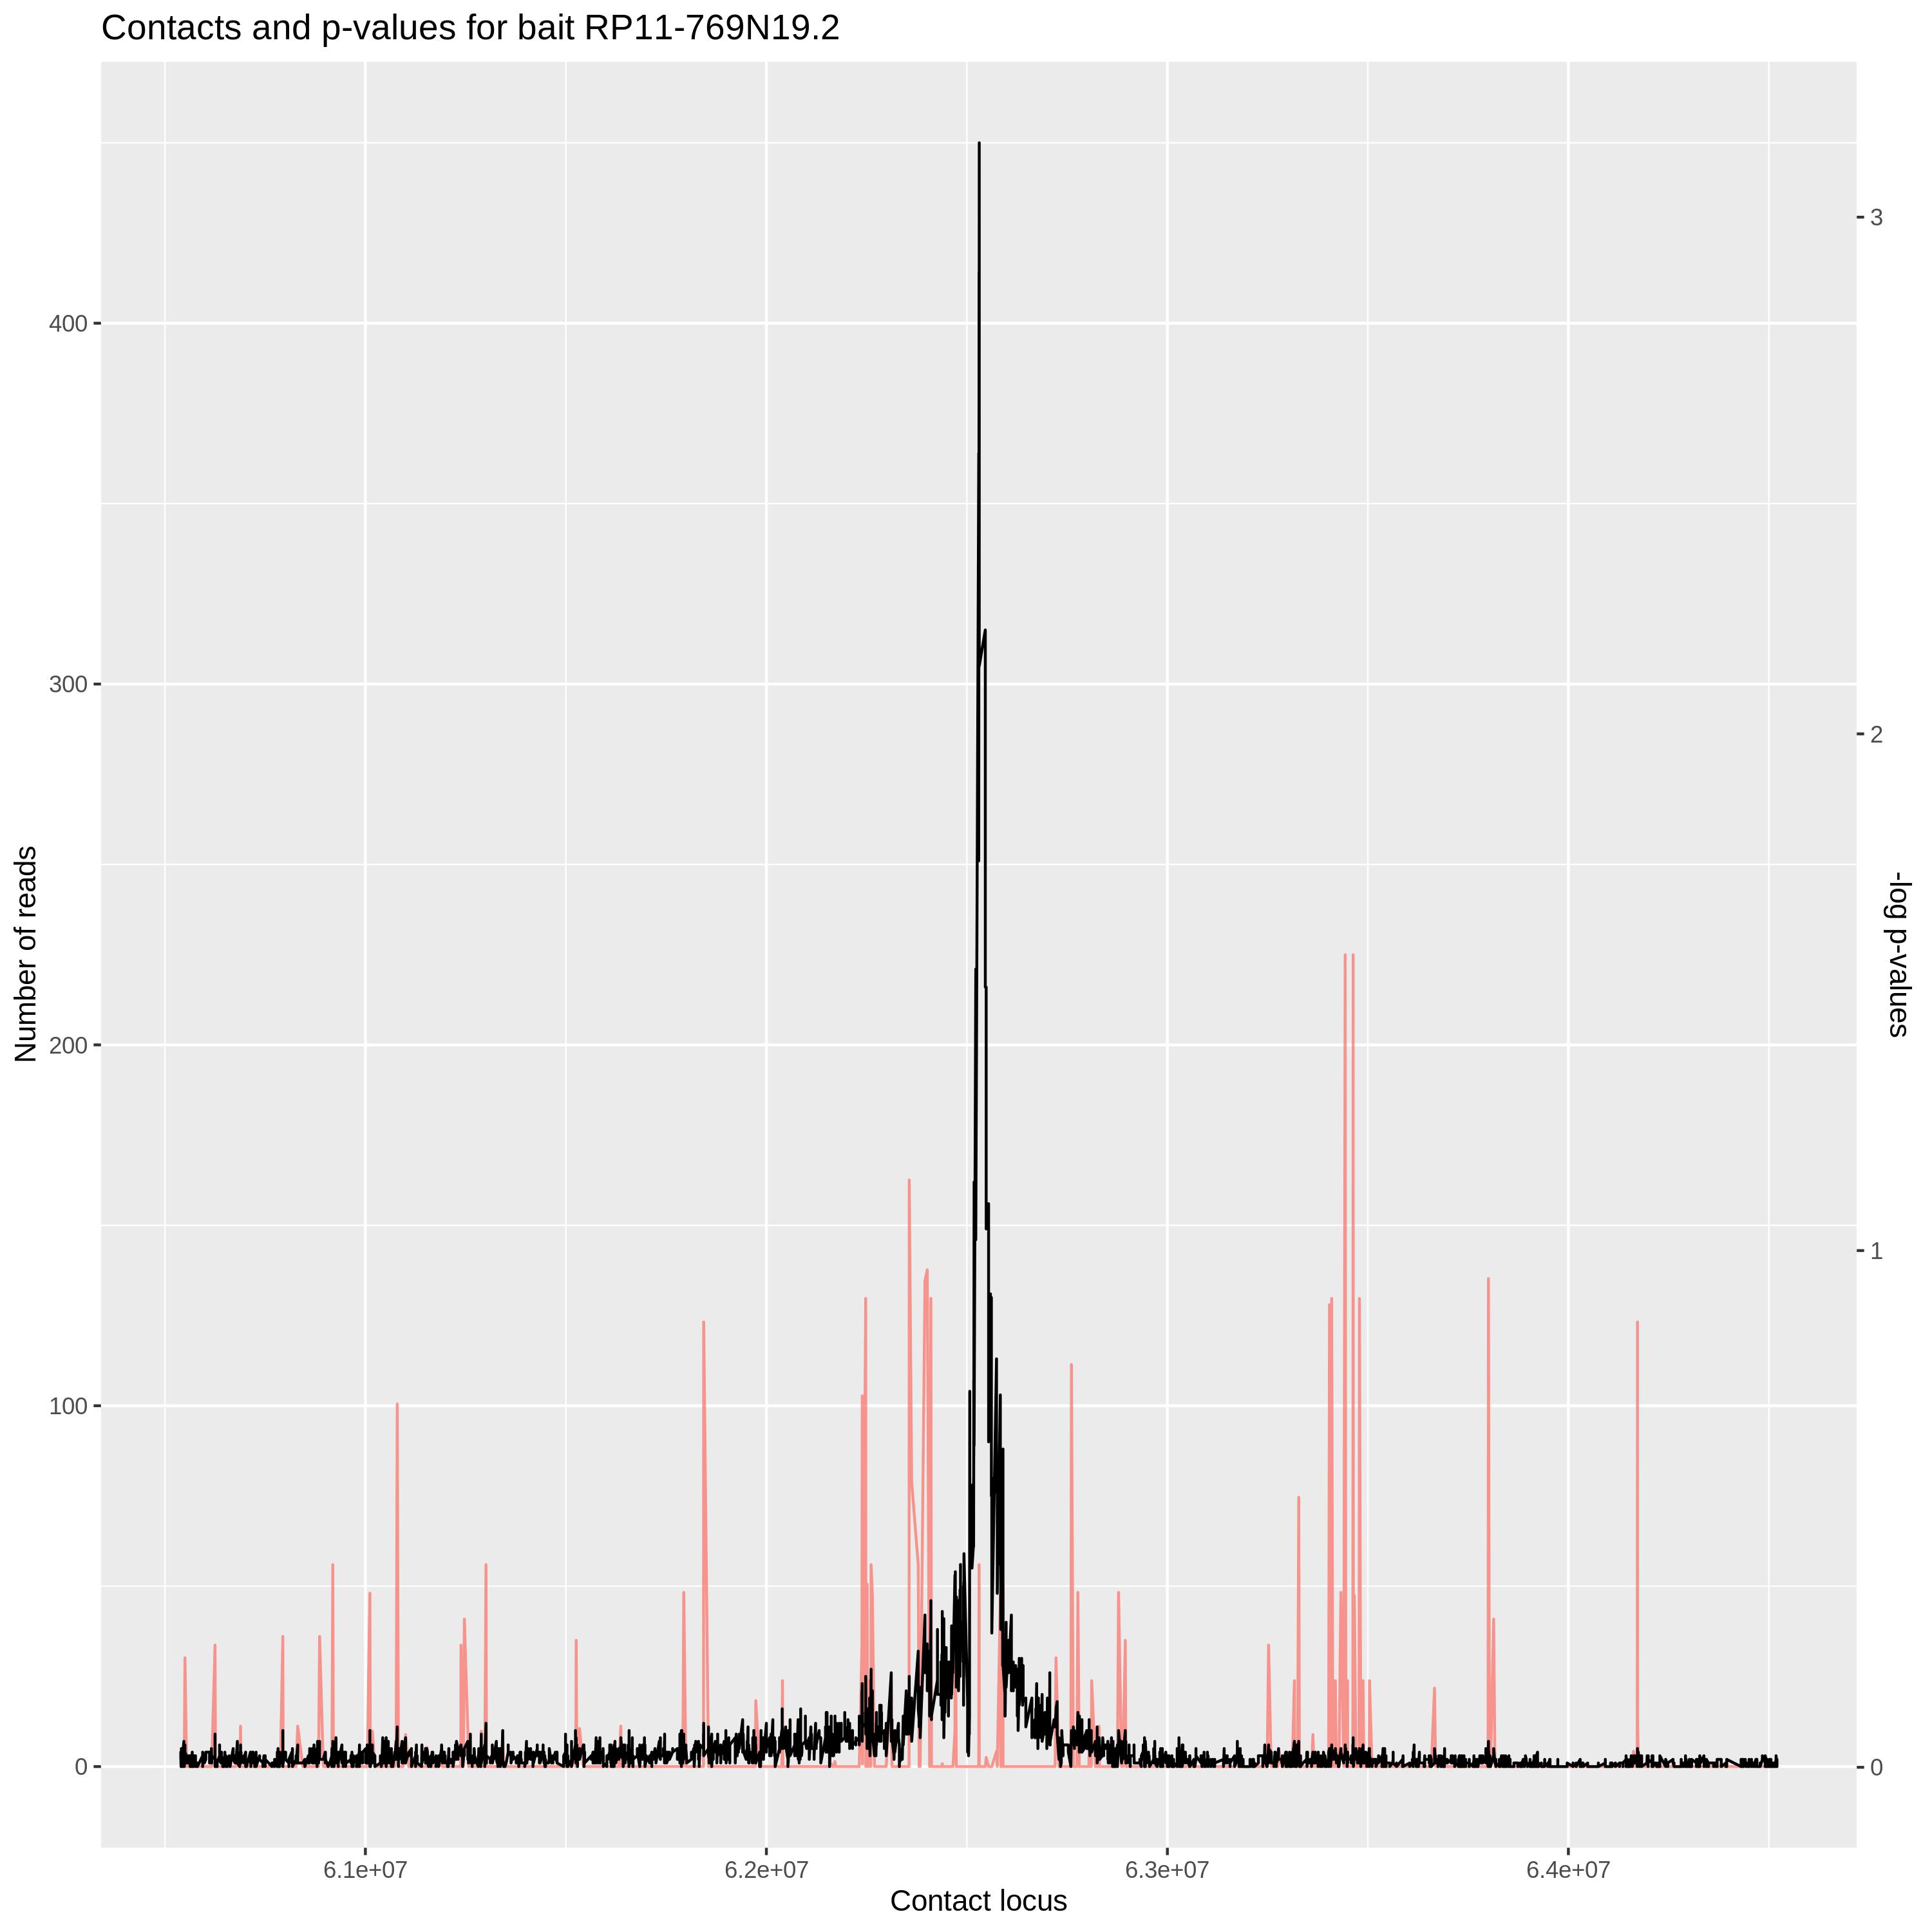 Contacts and p-values for bait RP11-769N19.2
Number of reads
400
300
200
100
0
3
2
1
0
-log p-values
6.1e+07 6.2e+07 6.3e+07 6.4e+07
Contact locus